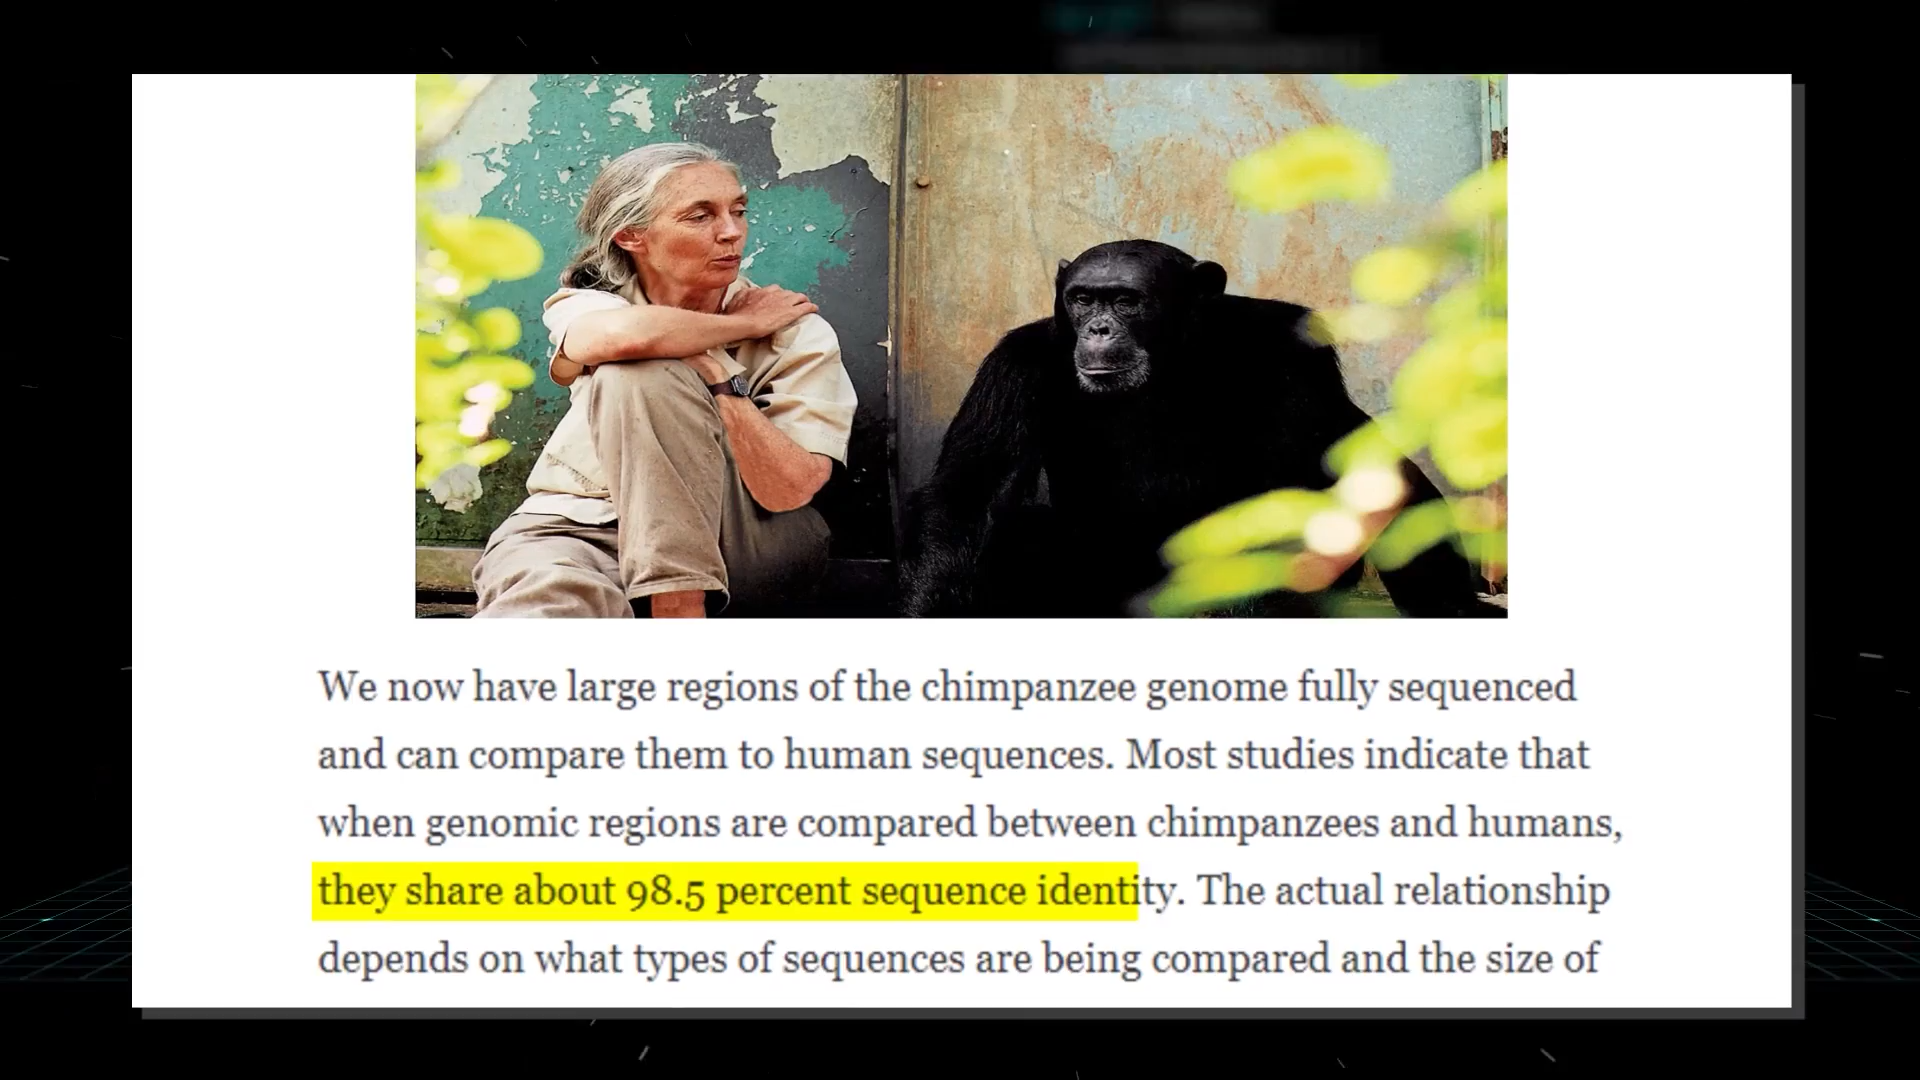 We now have large regions of the chimpanzee genome fully sequenced
and can compare them to human sequences. Most studies indicate that
when genomic regions are compared between chimpanzees and humans,
they share about 98.5 percent sequence identity. The actual relationship
depends on what types of sequences are being compared and the size of